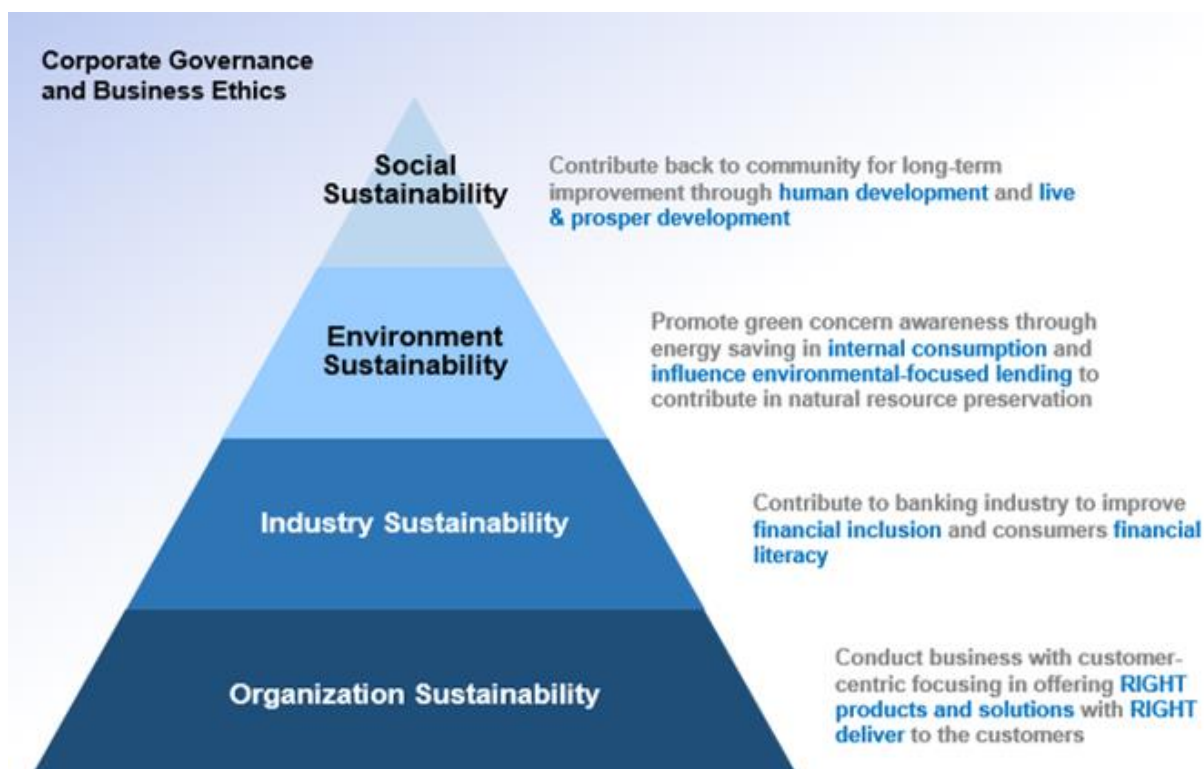 Corporate Governance
and Business Ethics
Social
Sustainability
Contribute back to community for long-term
improvement through human development and live
& prosper development
Environment
Sustainability
Promote green concern awareness through
energy saving in internal consumption and
influence environmental-focused lending to
contribute in natural resource preservation
Industry Sustainability
Contribute to banking industry to improve
financial inclusion and consumers financial
literacy
Organization Sustainability
Conduct business with customer-
centric focusing in offering RIGHT
products and solutions with RIGHT
deliver to the customers